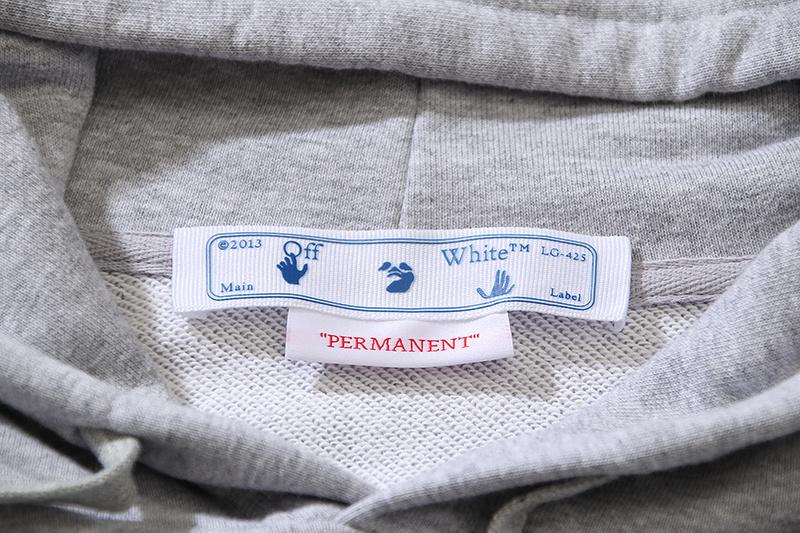 ©2013 Off White™ LG-425
Main Label
"PERMANENT“